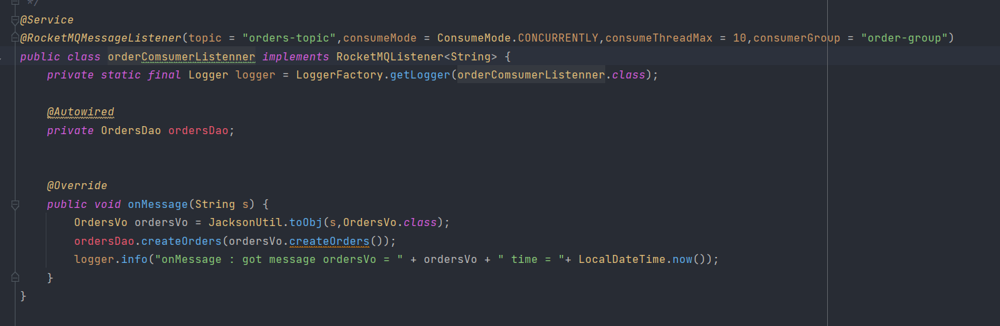 */
@Service
@RocketMQMessageListener(topic = "orders-topic",consumeMode = ConsumeMode.CONCURRENTLY,consumeThreadMax = 10,consumerGroup = "order-group")
public class orderComsumerListenner implements RocketMQListener<String> {
    private static final Logger logger = LoggerFactory.getLogger(orderComsumerListenner.class);
    @Autowired
    private OrdersDao ordersDao;
    @Override
    public void onMessage(String s) {
        OrdersVo ordersVo = JacksonUtil.toObj(s,OrdersVo.class);
        ordersDao.createOrders(ordersVo.createOrders());
        logger.info("onMessage : got message ordersVo = " + ordersVo + " time = "+ LocalDateTime.now());
    }
}